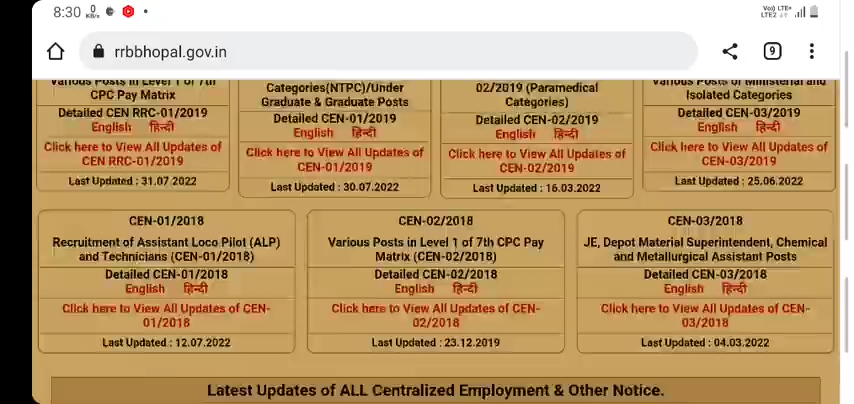 8:30 0 KB/s Vo) LTE+ LTE2
rrbbhopal.gov.in 9
Various Posts in Level 1 of 7th
CPC Pay Matrix
Detailed CEN RRC-01/2019
English हिन्दी
Click here to View All Updates of
CEN RRC-01/2019
Last Updated : 31.07.2022
Categories(NTPC)/Under
Graduate & Graduate Posts
Detailed CEN-01/2019
English हिन्दी
Click here to View All Updates of
CEN-01/2019
Last Updated : 30.07.2022
02/2019 (Paramedical
Categories)
Detailed CEN-02/2019
English हिन्दी
Click here to View All Updates of
CEN-02/2019
Last Updated : 16.03.2022
Various Posts of Ministerial and
Isolated Categories
Detailed CEN-03/2019
English हिन्दी
Click here to View All Updates of
CEN-03/2019
Last Updated : 25.06.2022
CEN-01/2018
Recruitment of Assistant Loco Pilot (ALP)
and Technicians (CEN-01/2018)
Detailed CEN-01/2018
English हिन्दी
Click here to View All Updates of CEN-
01/2018
Last Updated : 12.07.2022
CEN-02/2018
Various Posts in Level 1 of 7th CPC Pay
Matrix (CEN-02/2018)
Detailed CEN-02/2018
English हिन्दी
Click here to View All Updates of CEN-
02/2018
Last Updated : 23.12.2019
CEN-03/2018
JE, Depot Material Superintendent, Chemical
and Metallurgical Assistant Posts
Detailed CEN-03/2018
English हिन्दी
Click here to View All Updates of CEN-
03/2018
Last Updated : 04.03.2022
Latest Updates of ALL Centralized Employment & Other Notice.